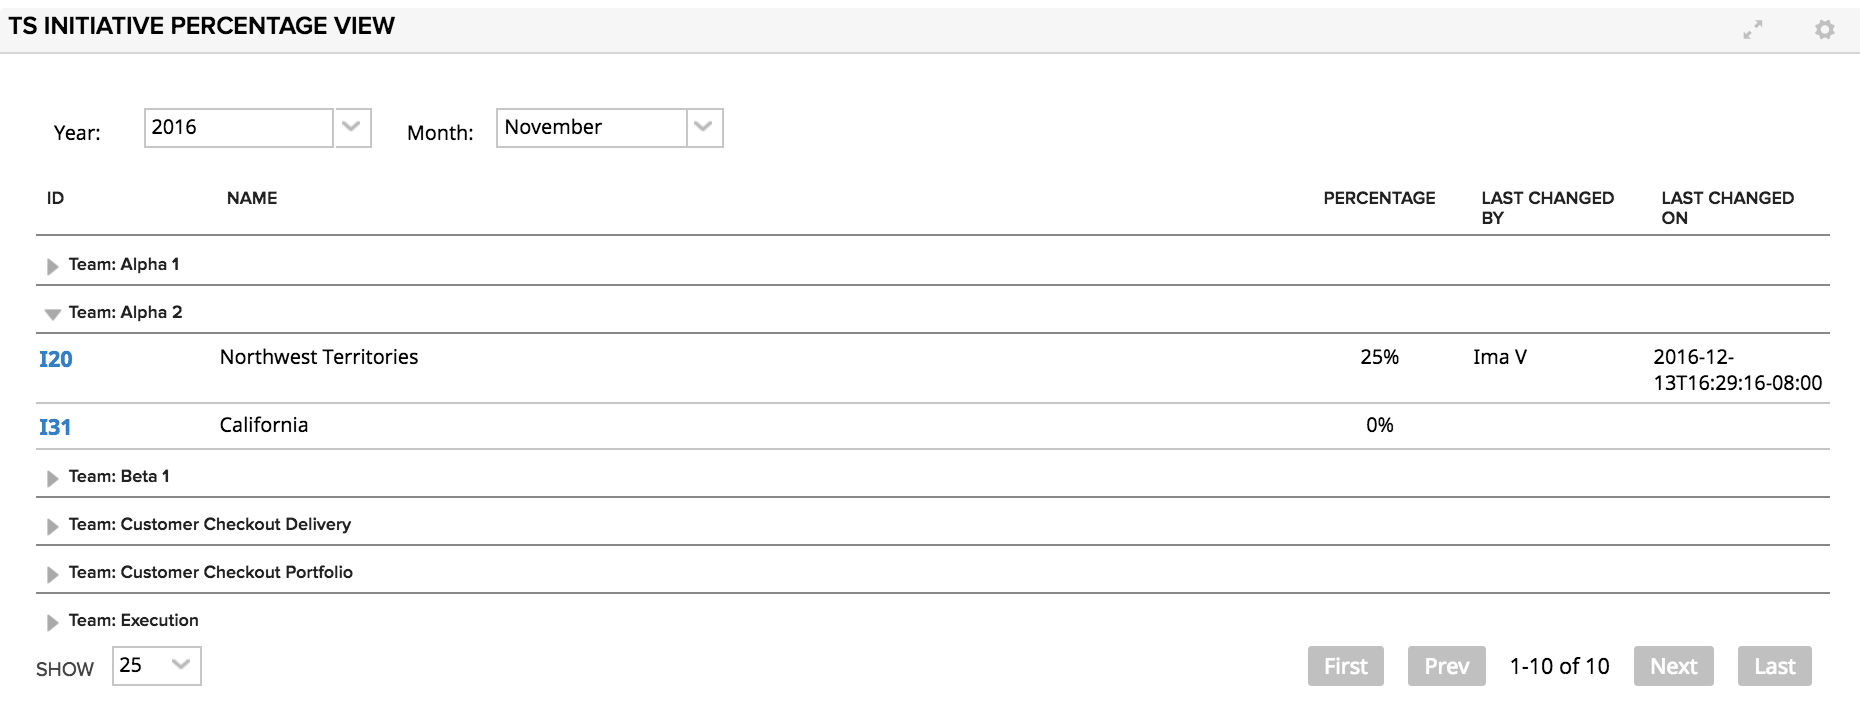 TS INITIATIVE PERCENTAGE VIEW
Year: 2016 Month: November
ID NAME PERCENTAGE LAST CHANGED BY LAST CHANGED ON
Team: Alpha 1
Team: Alpha 2
I20 Northwest Territories 25% Ima V 2016-12-
13T16:29:16-08:00
I31 California 0%
Team: Beta 1
Team: Customer Checkout Delivery
Team: Customer Checkout Portfolio
Team: Execution
SHOW 25 First Prev 1-10 of 10 Next Last